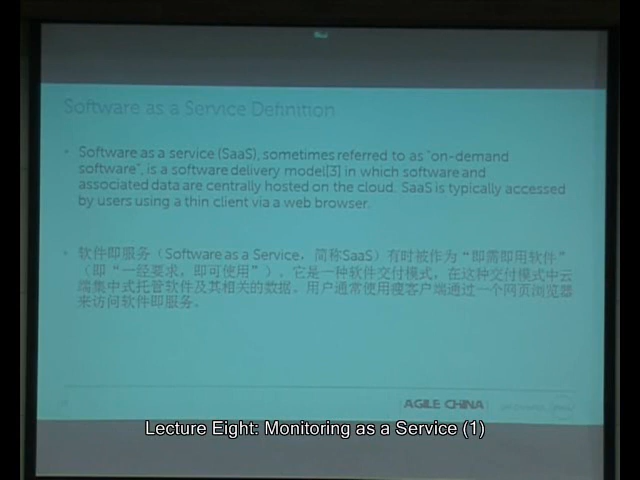 Software as a Service Definition
• Software as a service (SaaS), sometimes referred to as "on-demand
software", is a software delivery model[3] in which software and
associated data are centrally hosted on the cloud. SaaS is typically accessed
by users using a thin client via a web browser.
• 软件即服务（Software as a Service，简称SaaS）有时被作为“即需即用软件”
（即“一经要求，即可使用”），它是一种软件交付模式，在这种交付模式中云
端集中式托管软件及其相关的数据。用户通常使用瘦客户端通过一个网页浏览器
来访问软件即服务。
AGILE CHINA
Lecture Eight: Monitoring as a Service (1)